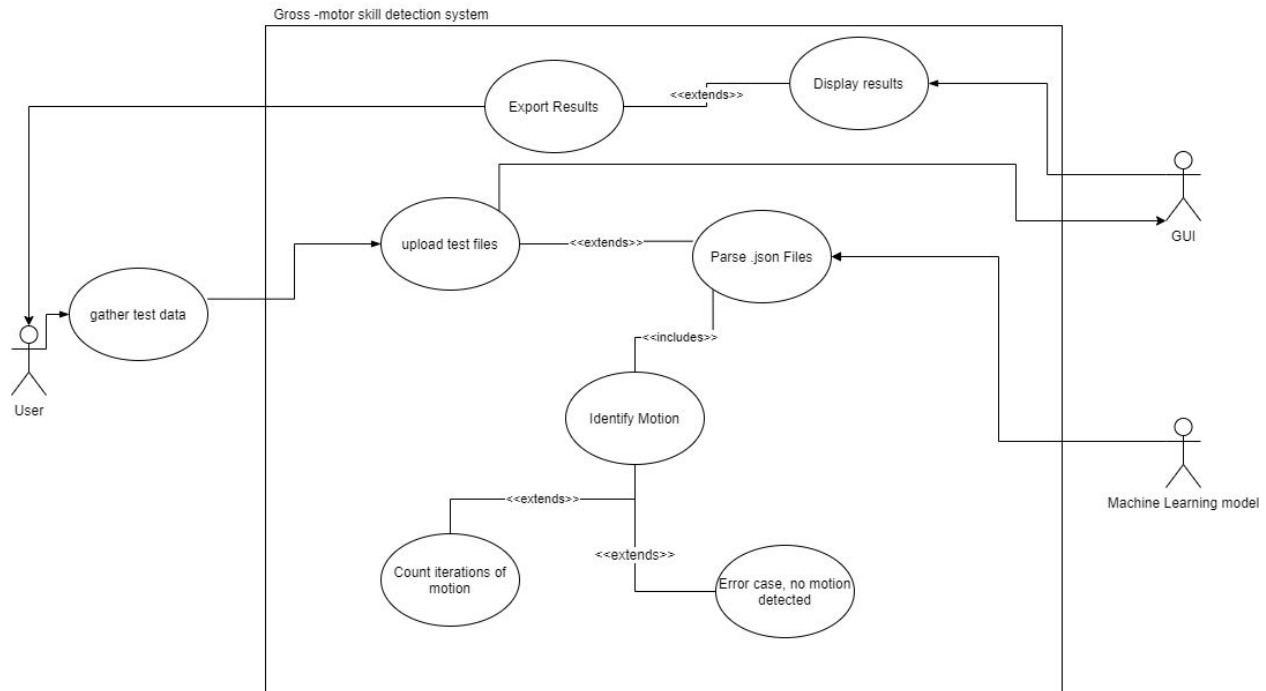 Gross -motor skill detection system
Display results
<<extends>>
Export Results
upload test files
<<extends>>
Parse .json Files
GUI
gather test data
<<includes>>
User
Identify Motion
Machine Learning model
<<extends>>
<<extends>>
Count iterations of
motion
Error case, no motion
detected